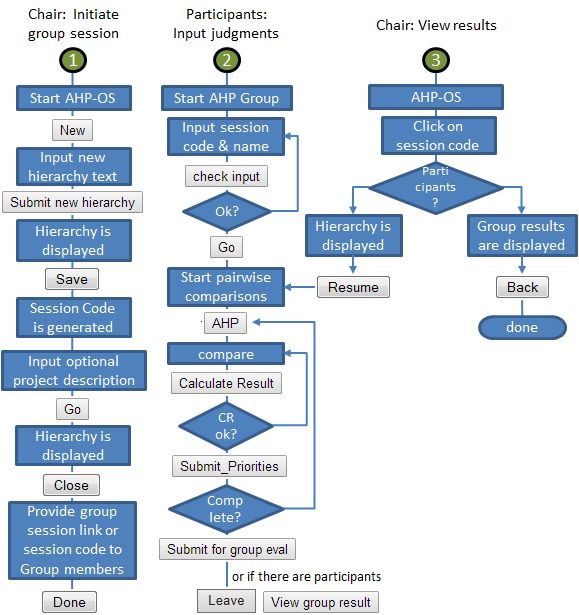 Chair: Initiate
group session
1
Start AHP-OS
New
Input new
hierarchy text
Submit new hierarchy
Hierarchy is
displayed
Save
Session Code
is generated
Input optional
project description
Go
Hierarchy is
displayed
Close
Provide group
session link or
session code to
Group members
Done
Participants:
Input judgments
2
Start AHP Group
Input session
code & name
check input
Ok?
Go
Start pairwise
comparisons
AHP
compare
Calculate Result
CR
ok?
Submit_Priorities
Comp
lete?
Submit for group eval
or if there are participants
Leave
View group result
Chair: View results
3
AHP-OS
Click on
session code
Parti
cipants
?
Hierarchy is
displayed
Resume
Group results
are displayed
Back
done